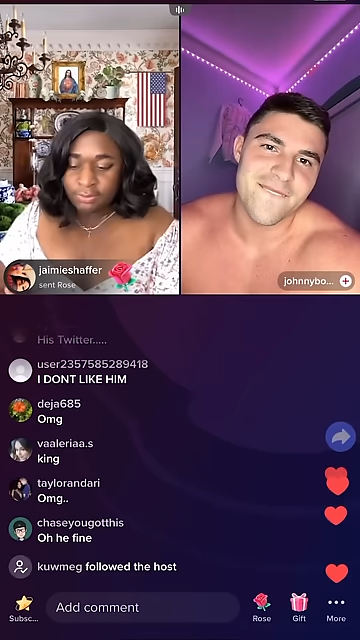 jaimieshaffer
sent Rose
johnnybo...
His Twitter.....
user2357585289418
I DONT LIKE HIM
deja685
Omg
vaaleriaa.s
king
taylorandari
Omg..
chaseyougotthis
Oh he fine
kuwmeg followed the host
Subsc...
Add comment
Rose
Gift
More